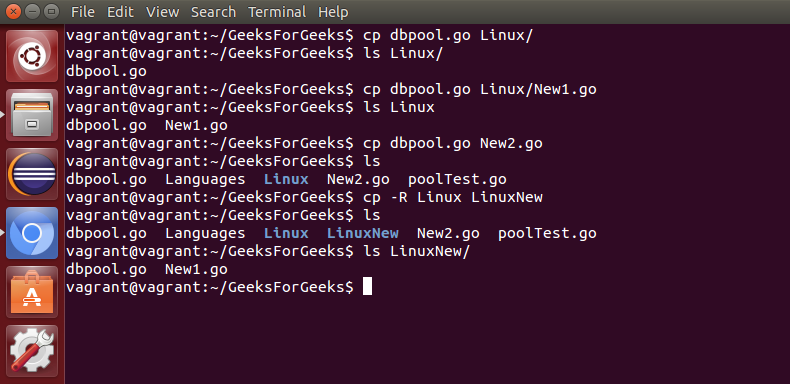 File Edit View Search Terminal Help
vagrant@vagrant:~/GeeksForGeeks$ cp dbpool.go Linux/
vagrant@vagrant:~/GeeksForGeeks$ ls Linux/
dbpool.go
vagrant@vagrant:~/GeeksForGeeks$ cp dbpool.go Linux/New1.go
vagrant@vagrant:~/GeeksForGeeks$ ls Linux
dbpool.go  New1.go
vagrant@vagrant:~/GeeksForGeeks$ cp dbpool.go New2.go
vagrant@vagrant:~/GeeksForGeeks$ ls
dbpool.go  Languages  Linux  New2.go  poolTest.go
vagrant@vagrant:~/GeeksForGeeks$ cp -R Linux LinuxNew
vagrant@vagrant:~/GeeksForGeeks$ ls
dbpool.go  Languages  Linux  LinuxNew  New2.go  poolTest.go
vagrant@vagrant:~/GeeksForGeeks$ ls LinuxNew/
dbpool.go  New1.go
vagrant@vagrant:~/GeeksForGeeks$